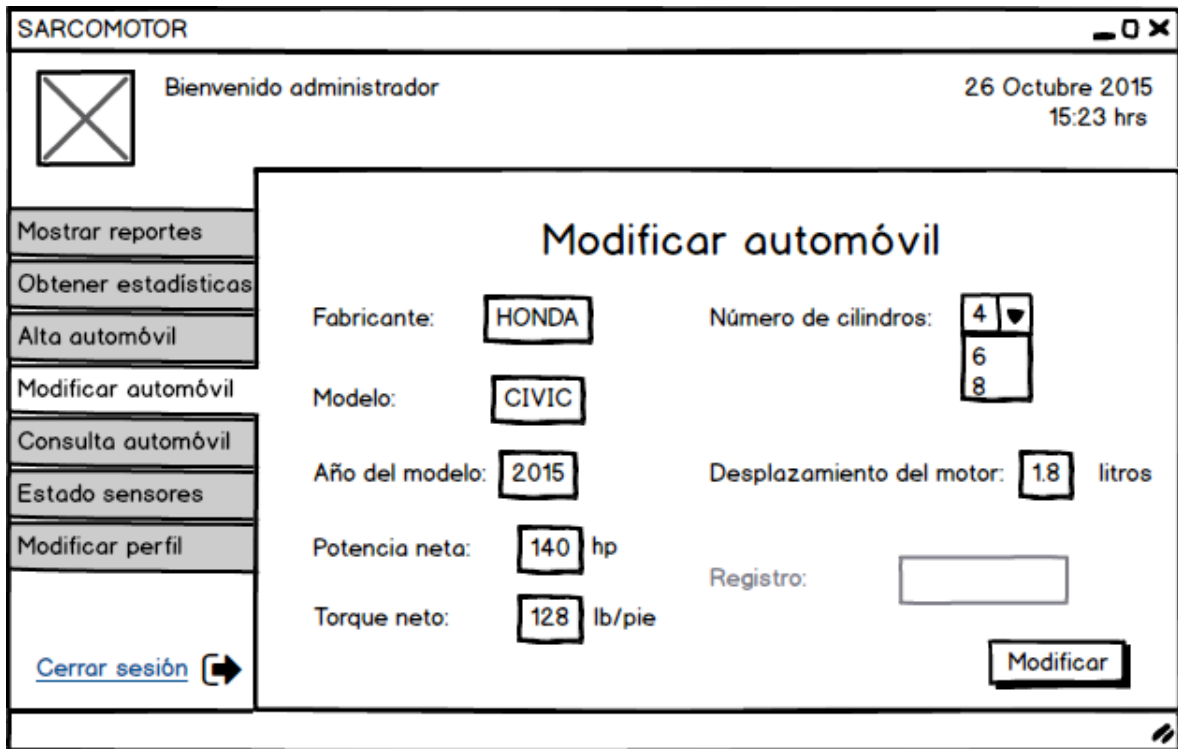 SARCOMOTOR
Bienvenido administrador
26 Octubre 2015
15:23 hrs
Mostrar reportes
Obtener estadísticas
Alta automóvil
Modificar automóvil
Consulta automóvil
Estado sensores
Modificar perfil
Cerrar sesión
Modificar automóvil
Fabricante: HONDA
Modelo: CIVIC
Año del modelo: 2015
Potencia neta: 140 hp
Torque neto: 128 lb/pie
Número de cilindros: 4
6
8
Desplazamiento del motor: 1.8 litros
Registro:
Modificar